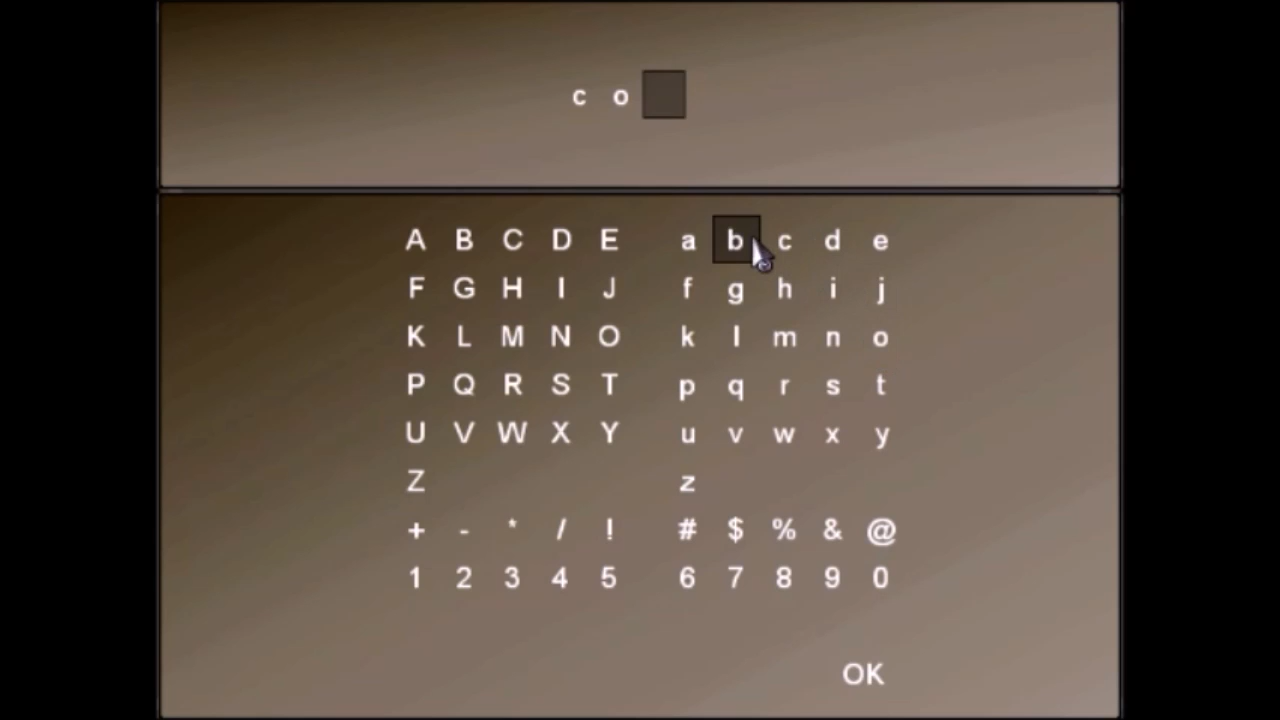 c o
A B C D E a b c d e
F G H I J f g h i j
K L M N O k l m n o
P Q R S T p q r s t
U V W X Y u v w x y
Z z
+ - * / ! # $ % & @
1 2 3 4 5 6 7 8 9 0
OK